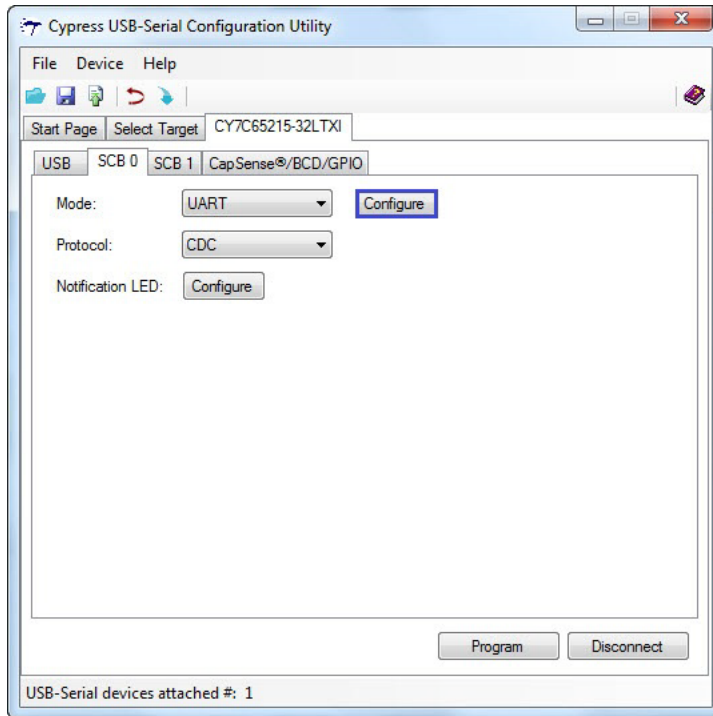 Cypress USB-Serial Configuration Utility
File Device Help
Start Page Select Target CY7C65215-32LTXI
USB SCB 0 SCB 1 CapSense®/BCD/GPIO
Mode: UART Configure
Protocol: CDC
Notification LED: Configure
Program Disconnect
USB-Serial devices attached #: 1